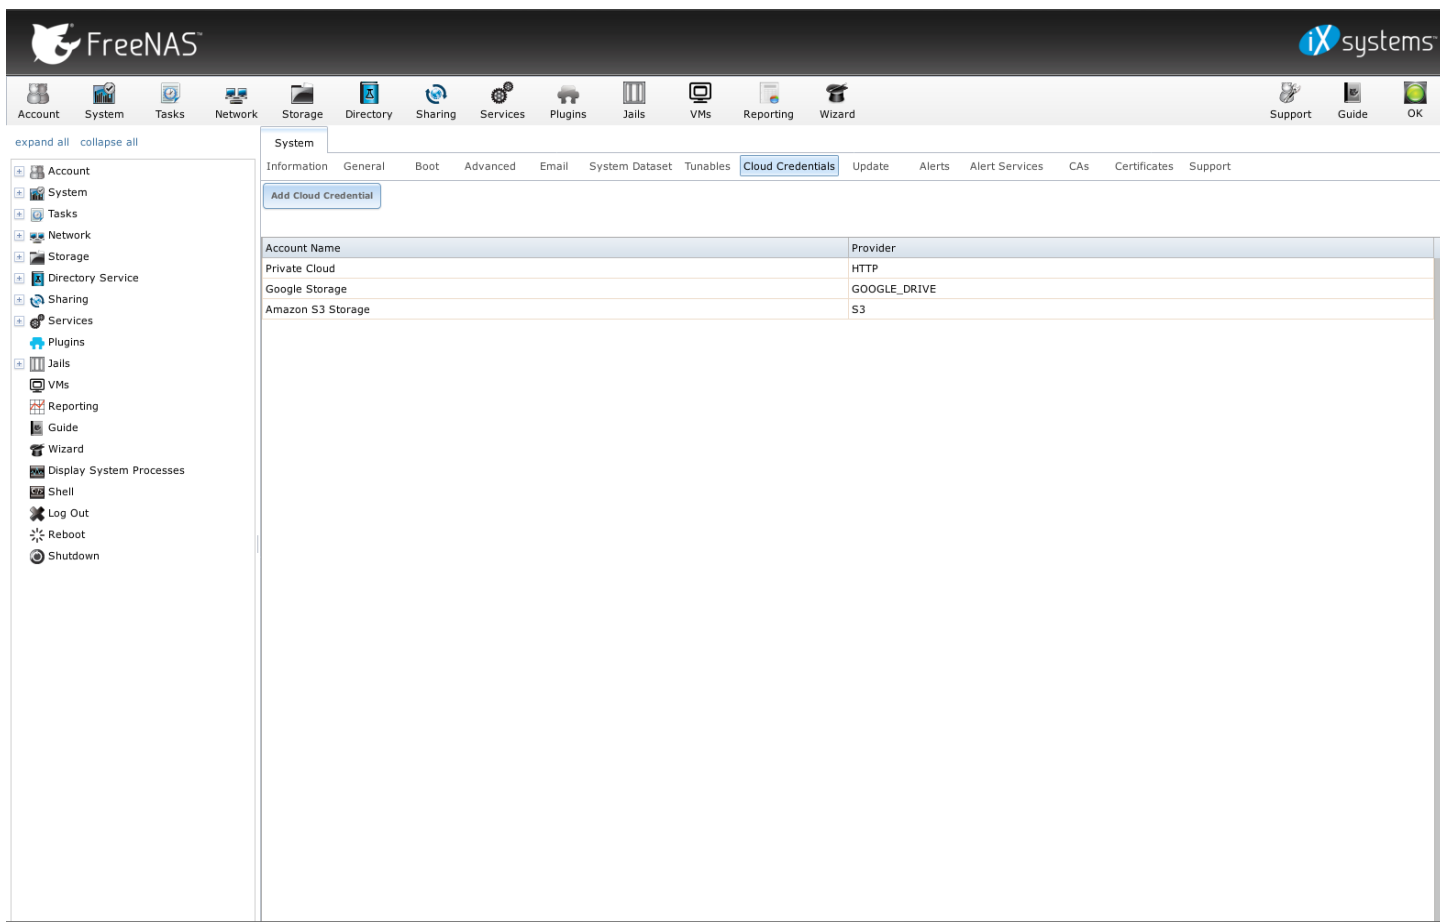 FreeNAS™
iXsystems™
Account System Tasks Network Storage Directory Sharing Services Plugins Jails VMs Reporting Wizard Support Guide OK
expand all collapse all
System
Information General Boot Advanced Email System Dataset Tunables Cloud Credentials Update Alerts Alert Services CAs Certificates Support
Add Cloud Credential
Account
System
Tasks
Network
Storage
Directory Service
Sharing
Services
Plugins
Jails
VMs
Reporting
Guide
Wizard
Display System Processes
Shell
Log Out
Reboot
Shutdown
Account Name Provider
Private Cloud HTTP
Google Storage GOOGLE_DRIVE
Amazon S3 Storage S3